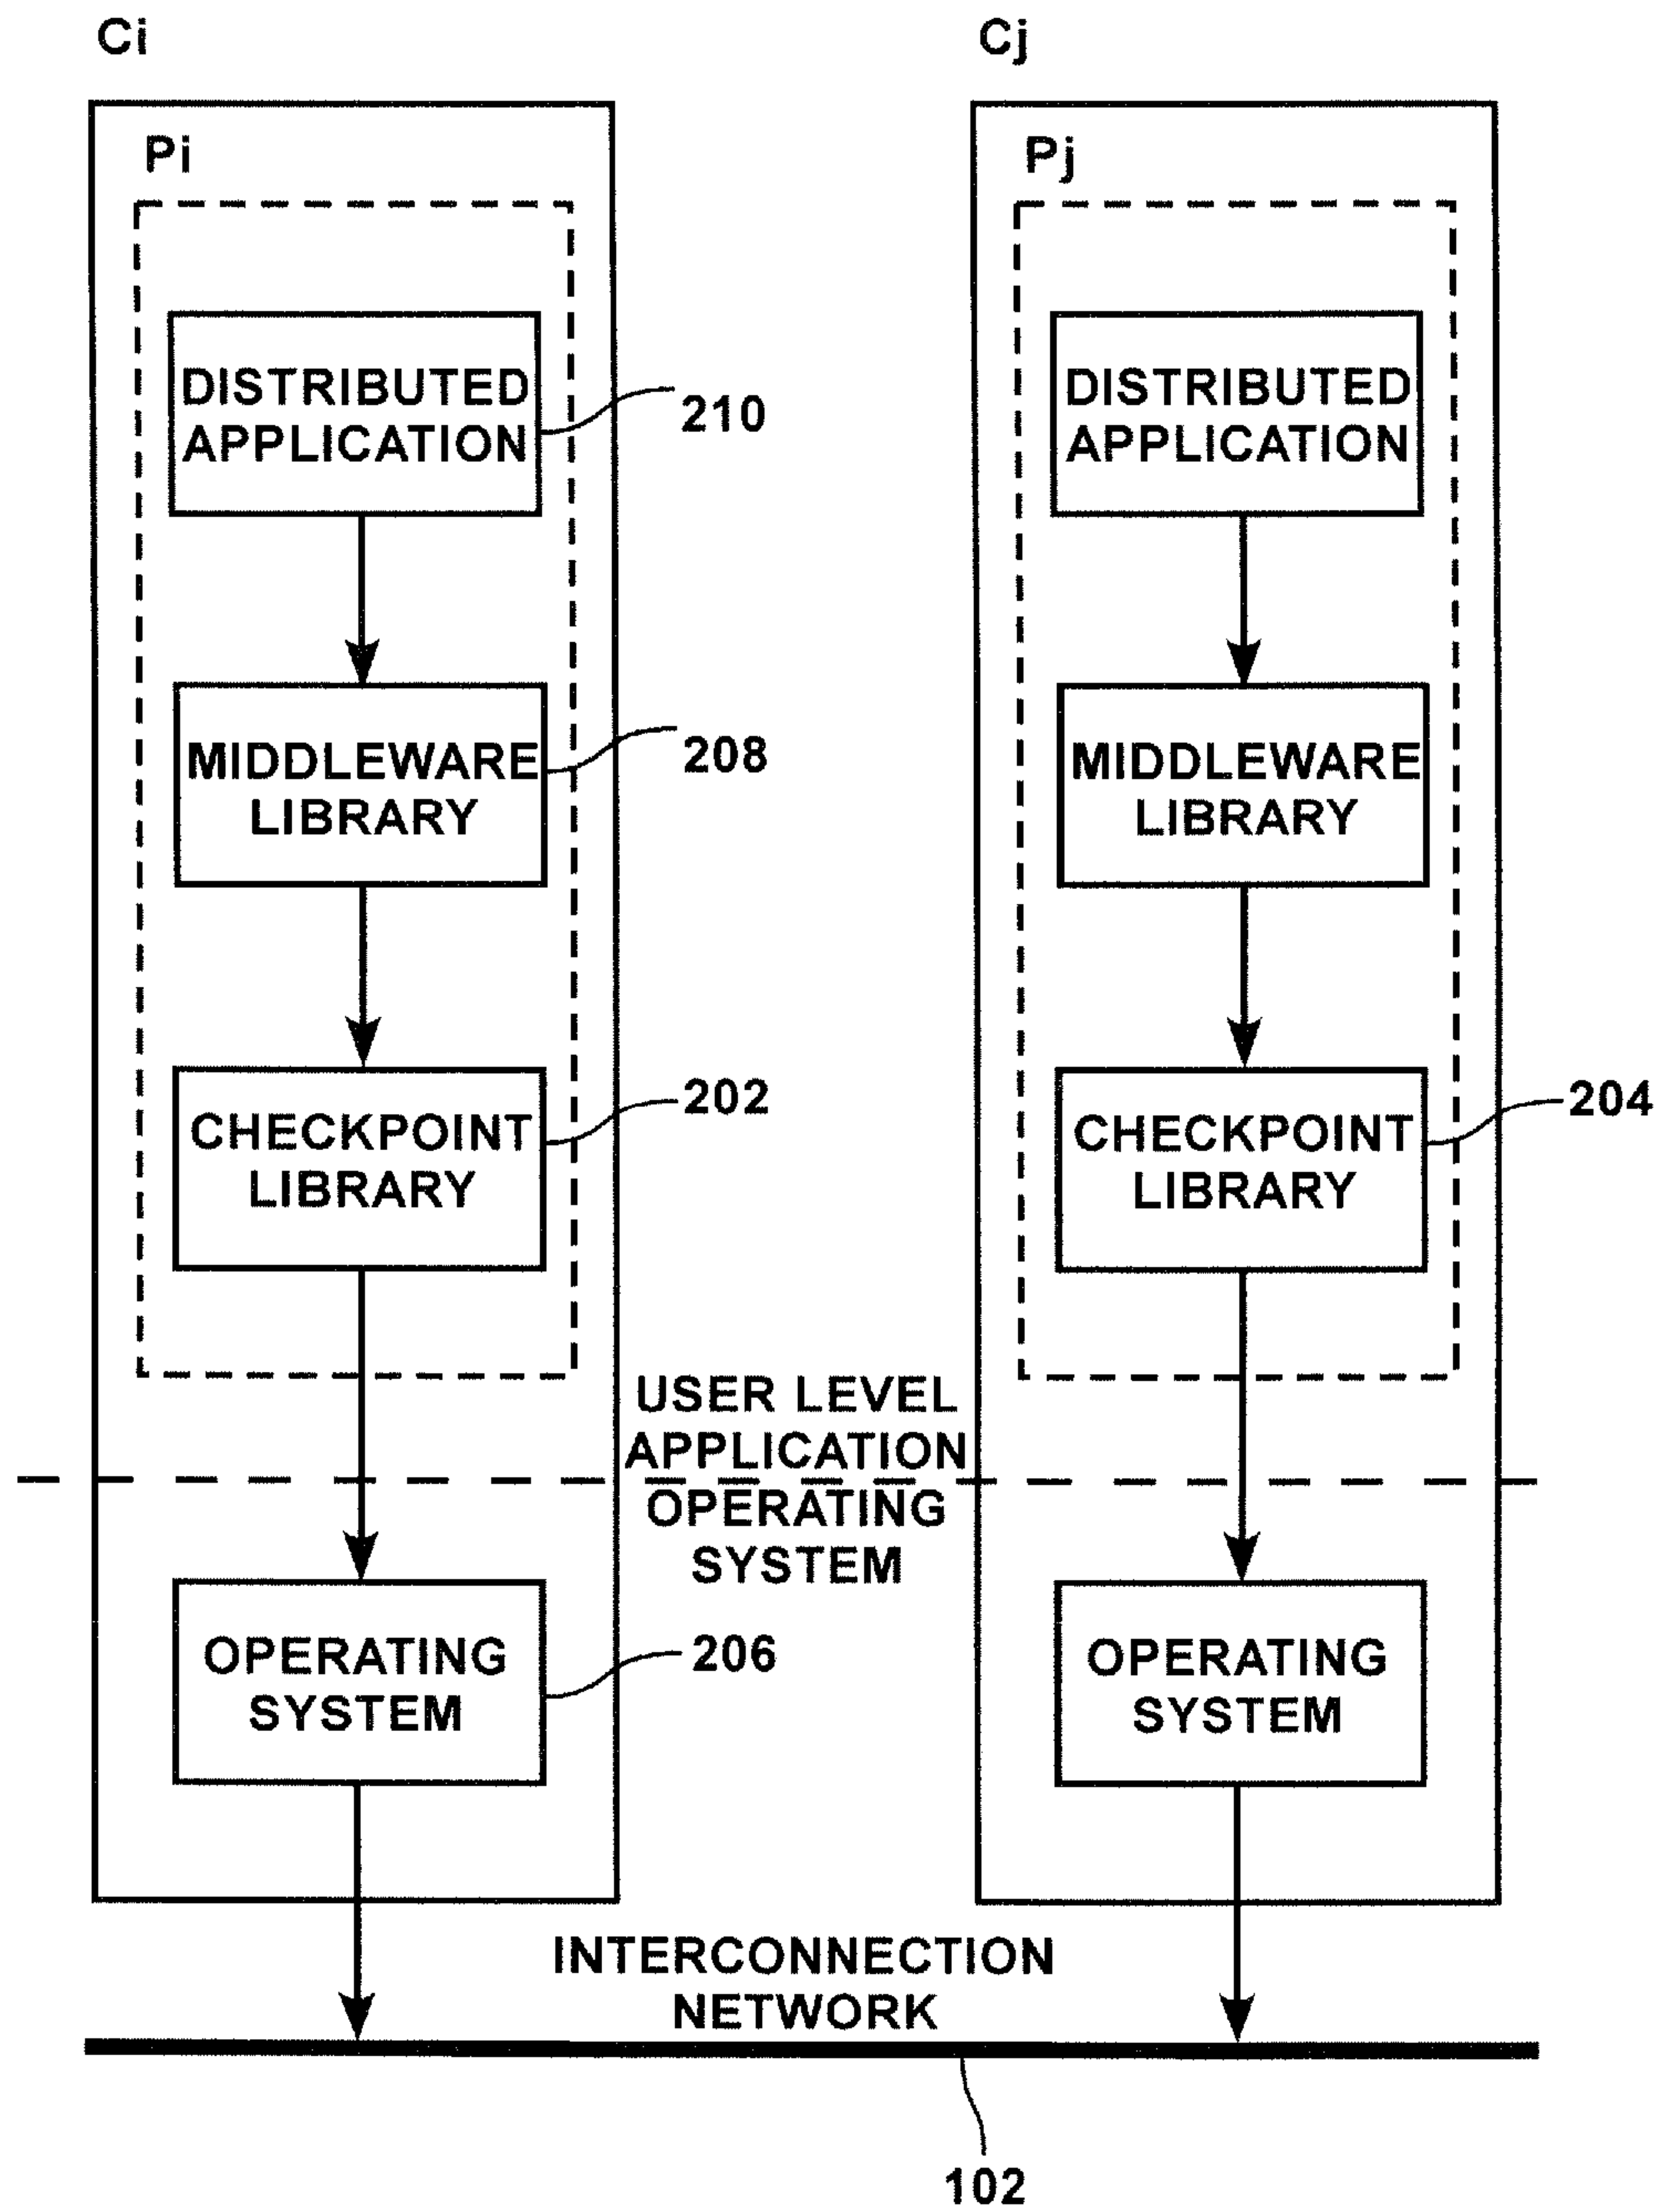 Ci
Cj
Pi
Pj
DISTRIBUTED
APPLICATION
210
DISTRIBUTED
APPLICATION
MIDDLEWARE
LIBRARY
208
MIDDLEWARE
LIBRARY
CHECKPOINT
LIBRARY
202
CHECKPOINT
LIBRARY
204
USER LEVEL
APPLICATION
OPERATING
SYSTEM
OPERATING
SYSTEM
206
OPERATING
SYSTEM
INTERCONNECTION
NETWORK
102